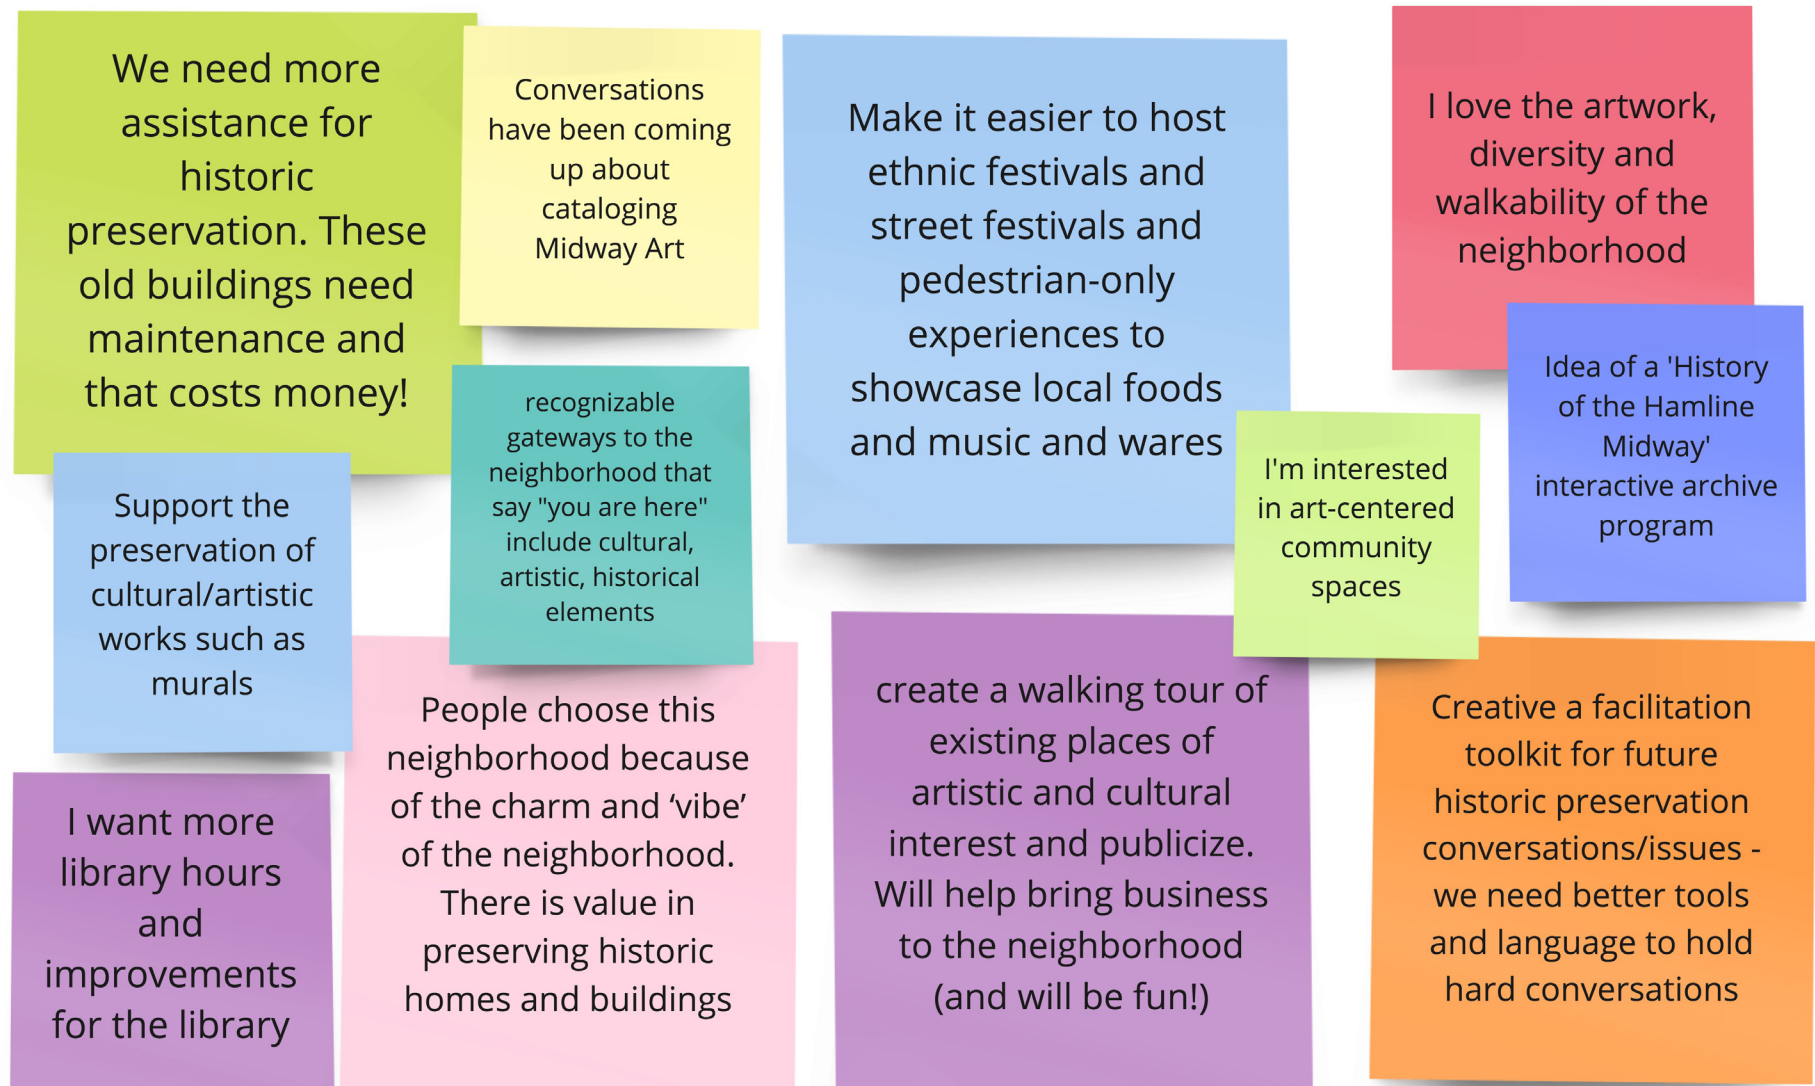 We need more
assistance for
historic
preservation. These
old buildings need
maintenance and
that costs money!
Conversations
have been coming
up about
cataloging
Midway Art
Make it easier to host
ethnic festivals and
street festivals and
pedestrian-only
experiences to
showcase local foods
and music and wares
I love the artwork,
diversity and
walkability of the
neighborhood
Idea of a 'History
of the Hamline
Midway'
interactive archive
program
recognizable
gateways to the
neighborhood that
say "you are here"
include cultural,
artistic, historical
elements
I'm interested
in art-centered
community
spaces
Support the
preservation of
cultural/artistic
works such as
murals
I want more
library hours
and
improvements
for the library
People choose this
neighborhood because
of the charm and ‘vibe’
of the neighborhood.
There is value in
preserving historic
homes and buildings
create a walking tour of
existing places of
artistic and cultural
interest and publicize.
Will help bring business
to the neighborhood
(and will be fun!)
Creative a facilitation
toolkit for future
historic preservation
conversations/issues -
we need better tools
and language to hold
hard conversations